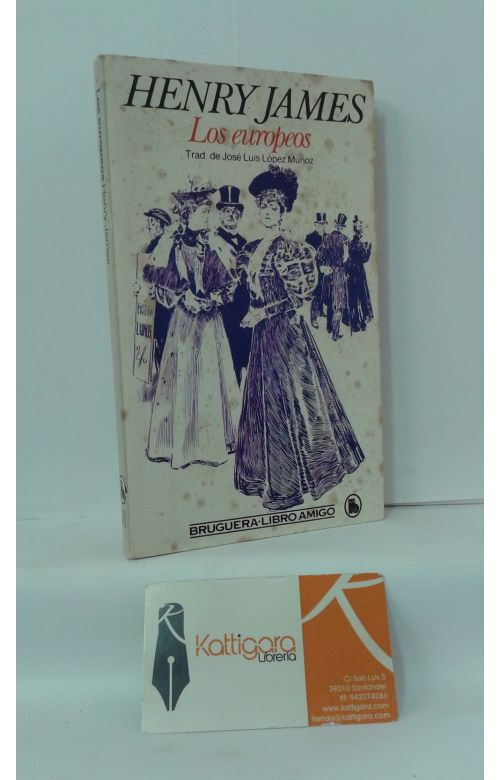 HENRY JAMES
Los europeos
Trad. de José Luis López Muñoz
Los europeos Henry James
BRUGUERA-LIBRO AMIGO
Kattigara
Librería
C/ San Luis 5
39010 Santander
tlf: 942074286
www.kattigara.com
tienda@kattigara.com